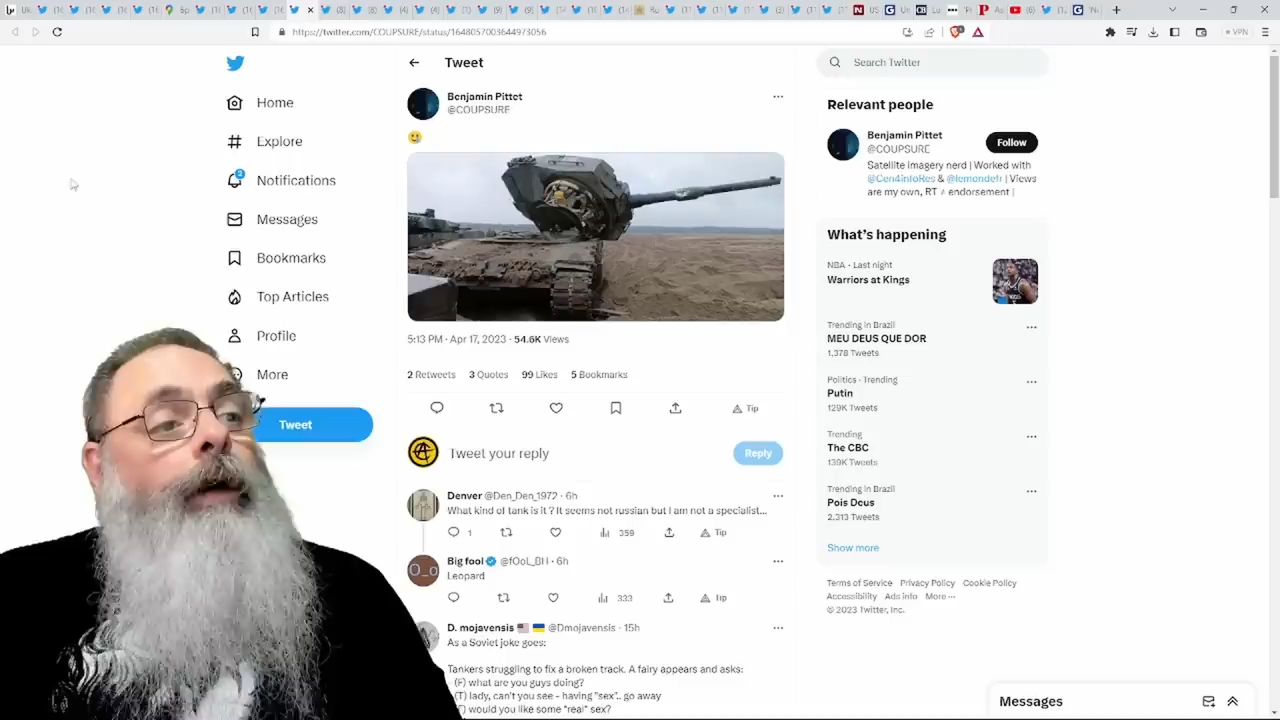 https://twitter.com/COUPSURE/status/1648057003644973056
VPN
Home
Explore
2
Notifications
Messages
Bookmarks
Top Articles
Profile
More
Tweet
Tweet
Benjamin Pittet
@COUPSURE
5:13 PM · Apr 17, 2023 · 54.6K Views
2 Retweets 3 Quotes 99 Likes 5 Bookmarks
Tip
Tweet your reply
Reply
Denver @Den_Den_1972 · 6h
What kind of tank is it ? It seems not russian but I am not a specialist...
1 359 Tip
Big fool · 6h
Leopard
333 Tip
D. mojavensis @Dmojavensis · 15h
As a Soviet joke goes:
Tankers struggling to fix a broken track. A fairy appears and asks:
(F) what are you guys doing?
(T) lady, can't you see - having "sex".. go away
(F) would you like some "real" sex?
Search Twitter
Relevant people
Benjamin Pittet
@COUPSURE
Follow
Satellite imagery nerd | Worked with
@Cen4infoRes & @lemondefr | Views
are my own, RT ≠ endorsement |
What's happening
NBA · Last night
Warriors at Kings
Trending in Brazil
MEU DEUS QUE DOR
1,378 Tweets
Politics · Trending
Putin
129K Tweets
Trending
The CBC
139K Tweets
Trending in Brazil
Pois Deus
2,313 Tweets
Show more
Terms of Service Privacy Policy Cookie Policy
Accessibility Ads info More ···
© 2023 Twitter, Inc.
Messages